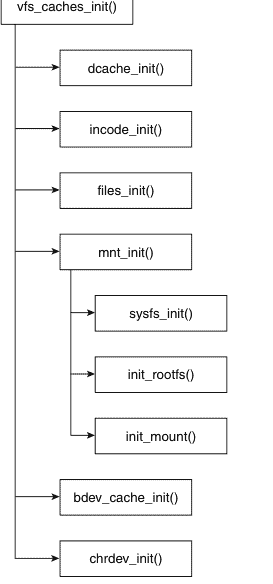 vfs_caches_init()
dcache_init()
incode_init()
files_init()
mnt_init()
sysfs_init()
init_rootfs()
init_mount()
bdev_cache_init()
chrdev_init()